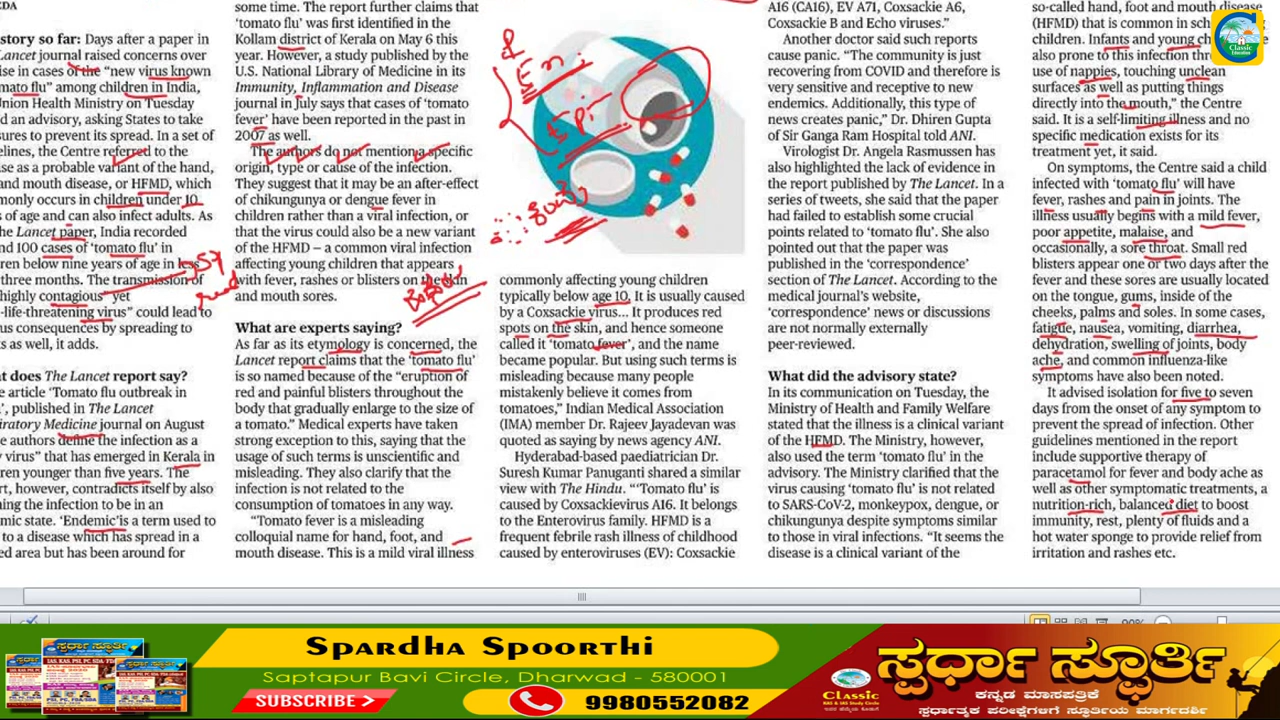 some time. The report further claims that
'tomato flu' was first identified in the
Kollam district of Kerala on May 6 this
year. However, a study published by the
U.S. National Library of Medicine in its
Immunity, Inflammation and Disease
journal in July says that cases of 'tomato
fever' have been reported in the past in
2007 as well.
The authors do not mention a specific
origin, type or cause of the infection.
They suggest that it may be an after-effect
of chikungunya or dengue fever in
children rather than a viral infection, or
that the virus could also be a new variant
of the HFMD – a common viral infection
affecting young children that appears
with fever, rashes or blisters on the skin
and mouth sores.
What are experts saying?
As far as its etymology is concerned, the
Lancet report claims that the 'tomato flu'
is so named because of the "eruption of
red and painful blisters throughout the
body that gradually enlarge to the size of
a tomato." Medical experts have taken
strong exception to this, saying that the
usage of such terms is unscientific and
misleading. They also clarify that the
infection is not related to the
consumption of tomatoes in any way.
"Tomato fever is a misleading
colloquial name for hand, foot, and
mouth disease. This is a mild viral illness
story so far: Days after a paper in
Lancet journal raised concerns over
ise in cases of the "new virus known
mato flu" among children in India,
Union Health Ministry on Tuesday
d an advisory, asking States to take
sures to prevent its spread. In a set of
elines, the Centre referred to the
se as a probable variant of the hand,
and mouth disease, or HFMD, which
monly occurs in children under 10
s of age and can also infect adults. As
he Lancet paper, India recorded
nd 100 cases of 'tomato flu' in
ren below nine years of age in less
three months. The transmission of
highly contagious" yet
-life-threatening virus" could lead to
us consequences by spreading to
ts as well, it adds.
at does The Lancet report say?
e article 'Tomato flu outbreak in
', published in The Lancet
iratory Medicine journal on August
e authors define the infection as a
y virus" that has emerged in Kerala in
ren younger than five years. The
rt, however, contradicts itself by also
ning the infection to be in an
mic state. 'Endemic' is a term used to
to a disease which has spread in a
ed area but has been around for
commonly affecting young children
typically below age 10. It is usually caused
by a Coxsackie virus... It produces red
spots on the skin, and hence someone
called it 'tomato fever', and the name
became popular. But using such terms is
misleading because many people
mistakenly believe it comes from
tomatoes," Indian Medical Association
(IMA) member Dr. Rajeev Jayadevan was
quoted as saying by news agency ANI.
Hyderabad-based paediatrician Dr.
Suresh Kumar Panuganti shared a similar
view with The Hindu. "'Tomato flu' is
caused by Coxsackievirus A16. It belongs
to the Enterovirus family. HFMD is a
frequent febrile rash illness of childhood
caused by enteroviruses (EV): Coxsackie
A16 (CA16), EV A71, Coxsackie A6,
Coxsackie B and Echo viruses."
Another doctor said such reports
cause panic. "The community is just
recovering from COVID and therefore is
very sensitive and receptive to new
endemics. Additionally, this type of
news creates panic," Dr. Dhiren Gupta
of Sir Ganga Ram Hospital told ANI.
Virologist Dr. Angela Rasmussen has
also highlighted the lack of evidence in
the report published by The Lancet. In a
series of tweets, she said that the paper
had failed to establish some crucial
points related to 'tomato flu'. She also
pointed out that the paper was
published in the 'correspondence'
section of The Lancet. According to the
medical journal's website,
'correspondence' news or discussions
are not normally externally
peer-reviewed.
What did the advisory state?
In its communication on Tuesday, the
Ministry of Health and Family Welfare
stated that the illness is a clinical variant
of the HFMD. The Ministry, however,
also used the term 'tomato flu' in the
advisory. The Ministry clarified that the
virus causing 'tomato flu' is not related
to SARS-CoV-2, monkeypox, dengue, or
chikungunya despite symptoms similar
to those in viral infections. "It seems the
disease is a clinical variant of the
so-called hand, foot and mouth disease
(HFMD) that is common in sch
children. Infants and young ch
also prone to this infection thr
use of nappies, touching unclean
surfaces as well as putting things
directly into the mouth," the Centre
said. It is a self-limiting illness and no
specific medication exists for its
treatment yet, it said.
On symptoms, the Centre said a child
infected with 'tomato flu' will have
fever, rashes and pain in joints. The
illness usually begins with a mild fever,
poor appetite, malaise, and
occasionally, a sore throat. Small red
blisters appear one or two days after the
fever and these sores are usually located
on the tongue, gums, inside of the
cheeks, palms and soles. In some cases,
fatigue, nausea, vomiting, diarrhea,
dehydration, swelling of joints, body
ache, and common influenza-like
symptoms have also been noted.
It advised isolation for five to seven
days from the onset of any symptom to
prevent the spread of infection. Other
guidelines mentioned in the report
include supportive therapy of
paracetamol for fever and body ache as
well as other symptomatic treatments, a
nutrition-rich, balanced diet to boost
immunity, rest, plenty of fluids and a
hot water sponge to provide relief from
irritation and rashes etc.
Classic
Education
Spardha Spoorthi
Saptapur Bavi Circle, Dharwad - 580001
SUBSCRIBE
9980552082
Classic
KAS & IAS Study Circle
ಸ್ಪರ್ಧಾ ಸ್ಫೂರ್ತಿ
ಕನ್ನಡ ಮಾಸಪತ್ರಿಕೆ
ಸ್ಪರ್ಧಾತ್ಮಕ ಪರೀಕ್ಷೆಗಳಿಗೆ ಸ್ಫೂರ್ತಿಯ ಮಾರ್ಗದರ್ಶಿ